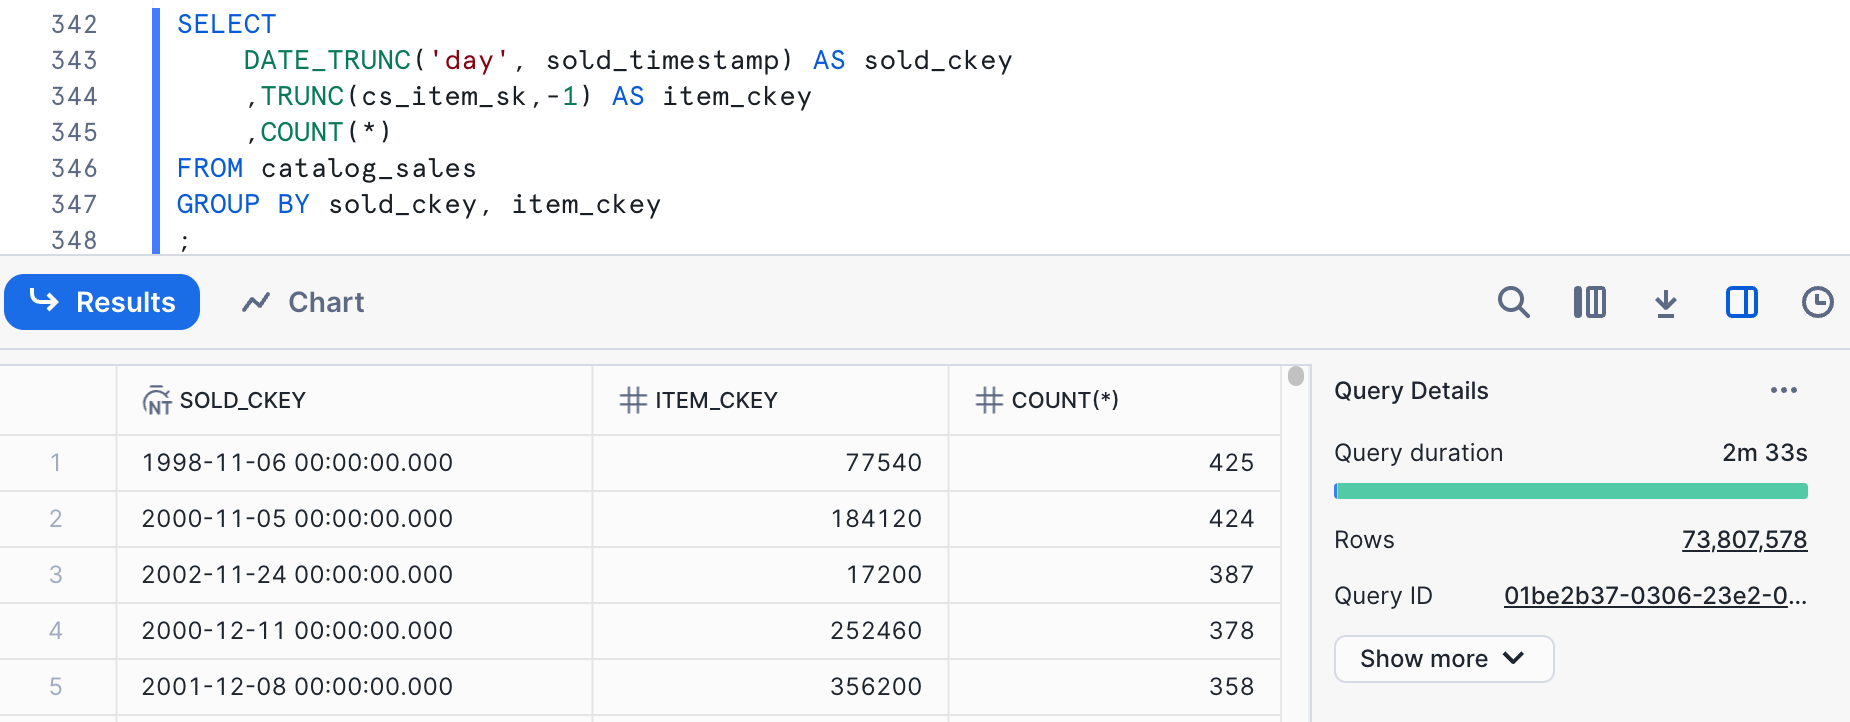 342 SELECT
343 DATE_TRUNC('day', sold_timestamp) AS sold_ckey
344 ,TRUNC(cs_item_sk,-1) AS item_ckey
345 ,COUNT(*)
346 FROM catalog_sales
347 GROUP BY sold_ckey, item_ckey
348 ;
Results Chart
NT SOLD_CKEY # ITEM_CKEY # COUNT(*)
1 1998-11-06 00:00:00.000 77540 425
2 2000-11-05 00:00:00.000 184120 424
3 2002-11-24 00:00:00.000 17200 387
4 2000-12-11 00:00:00.000 252460 378
5 2001-12-08 00:00:00.000 356200 358
Query Details ...
Query duration 2m 33s
Rows 73,807,578
Query ID 01be2b37-0306-23e2-0...
Show more